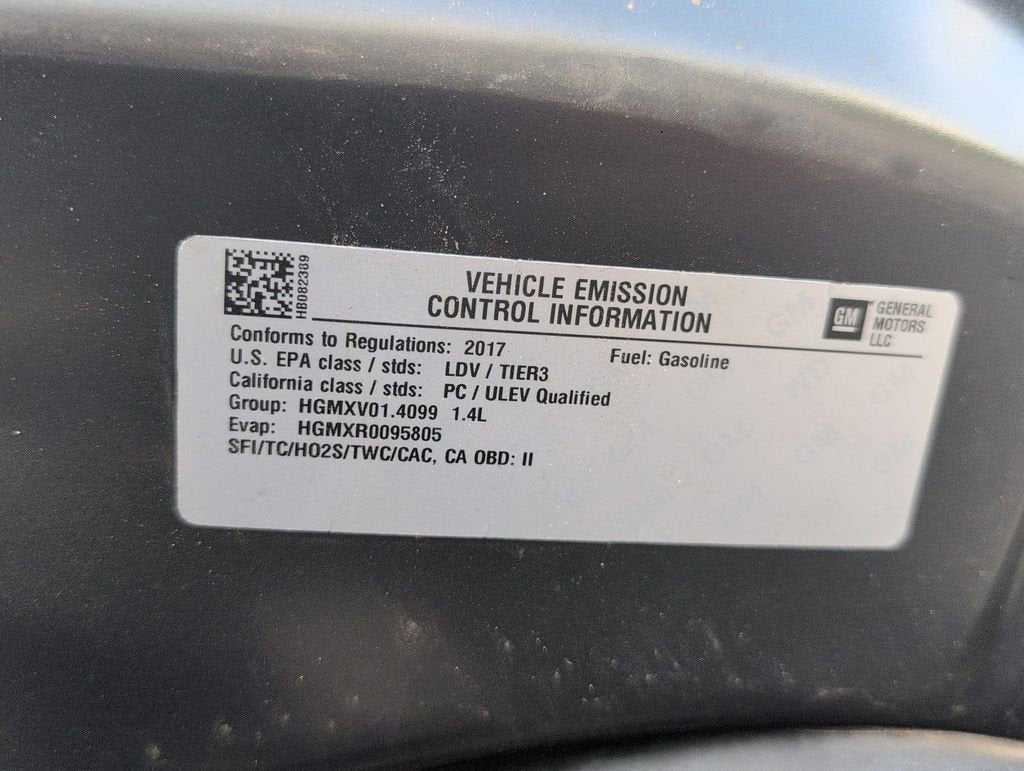 HB082389
VEHICLE EMISSION
CONTROL INFORMATION
GM
GENERAL
MOTORS
LLC
Conforms to Regulations: 2017
Fuel: Gasoline
U.S. EPA class / stds: LDV / TIER3
California class / stds: PC / ULEV Qualified
Group: HGMXV01.4099 1.4L
Evap: HGMXR0095805
SFI/TC/HO2S/TWC/CAC, CA OBD: II